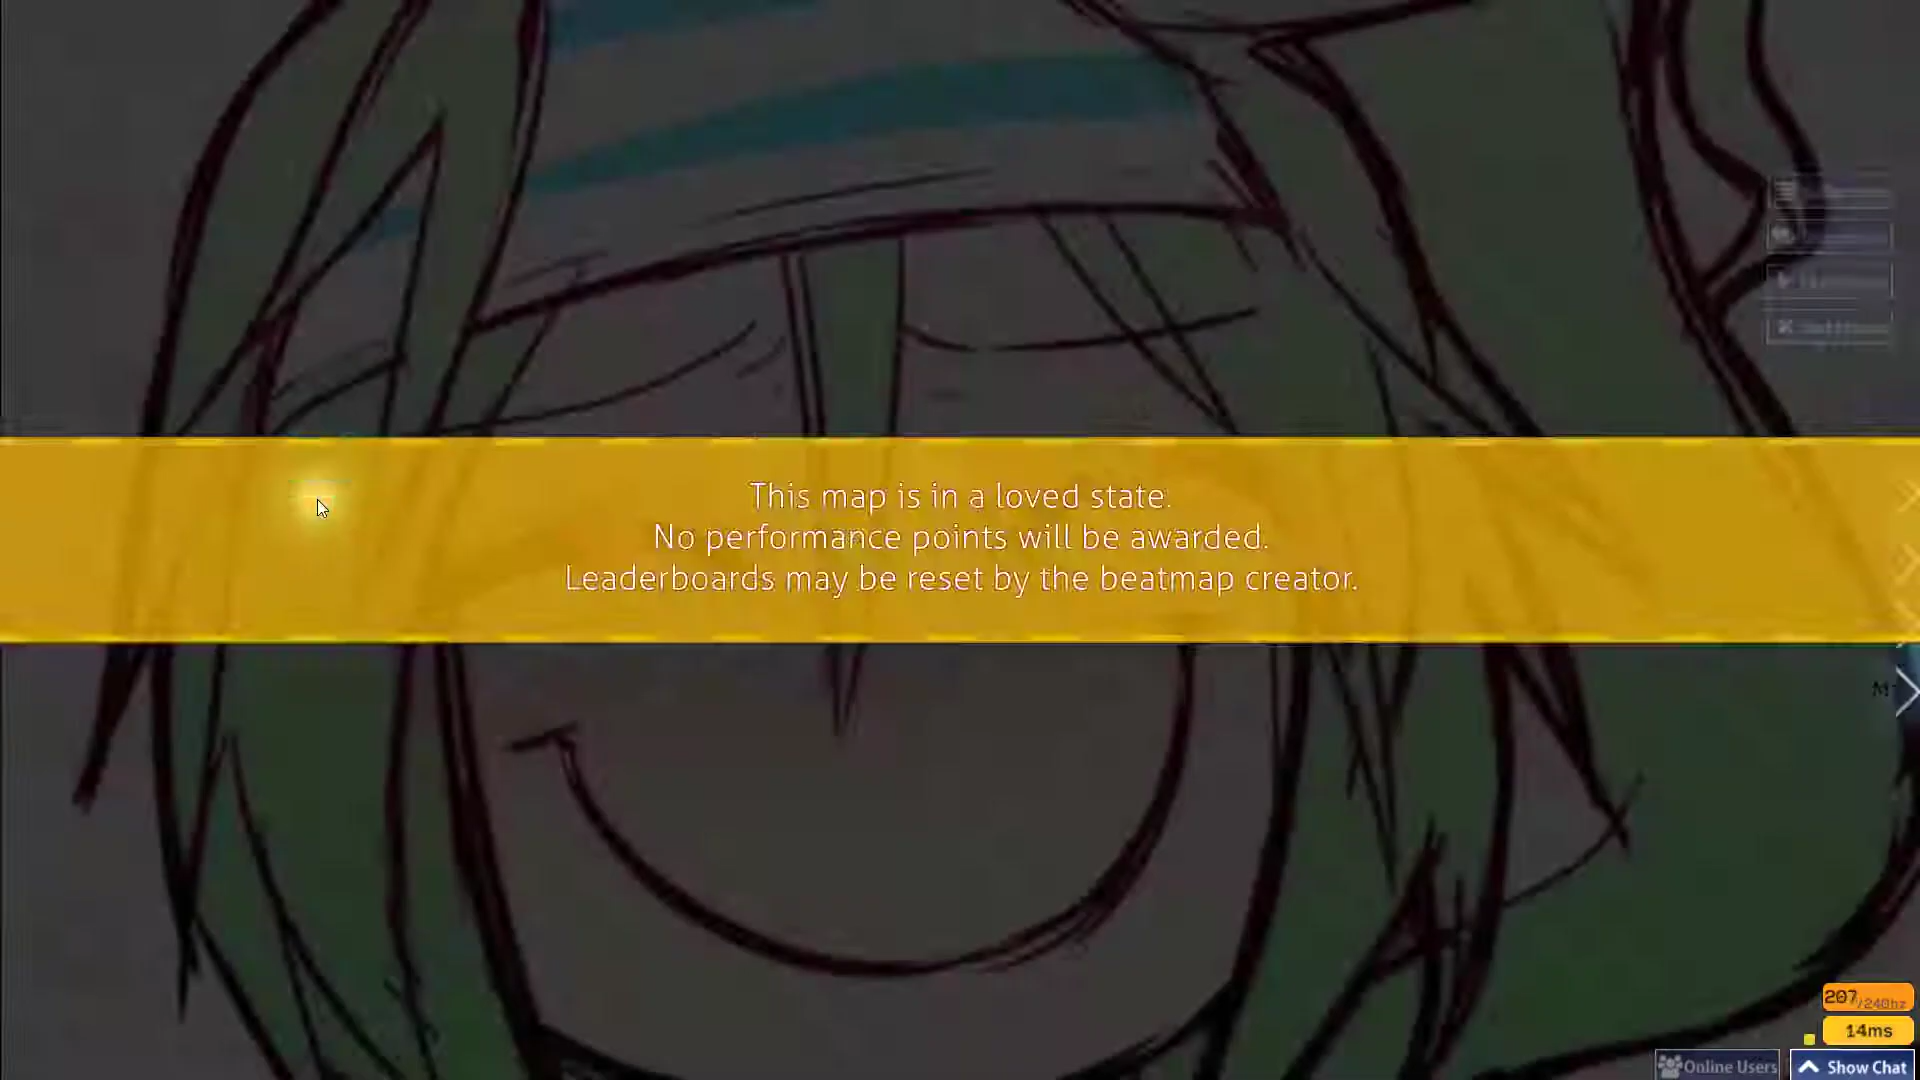 This map is in a loved state.
No performance points will be awarded.
Leaderboards may be reset by the beatmap creator.
207/240hz
14ms
Online Users
Show Chat